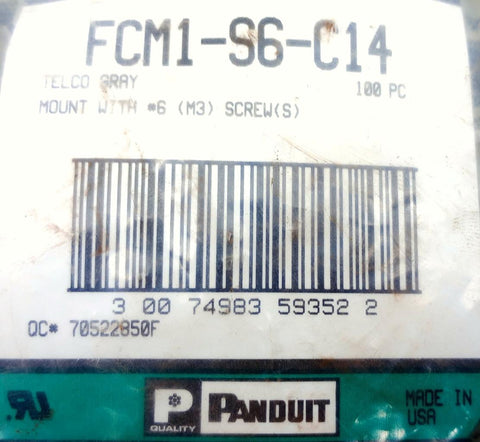 FCM1-S6-C14
TELCO GRAY 100 PC
MOUNT WITH #6 (M3) SCREW(S)
3 00 74983 59352 2
QC# 70522850F
P QUALITY PANDUIT
MADE IN
USA